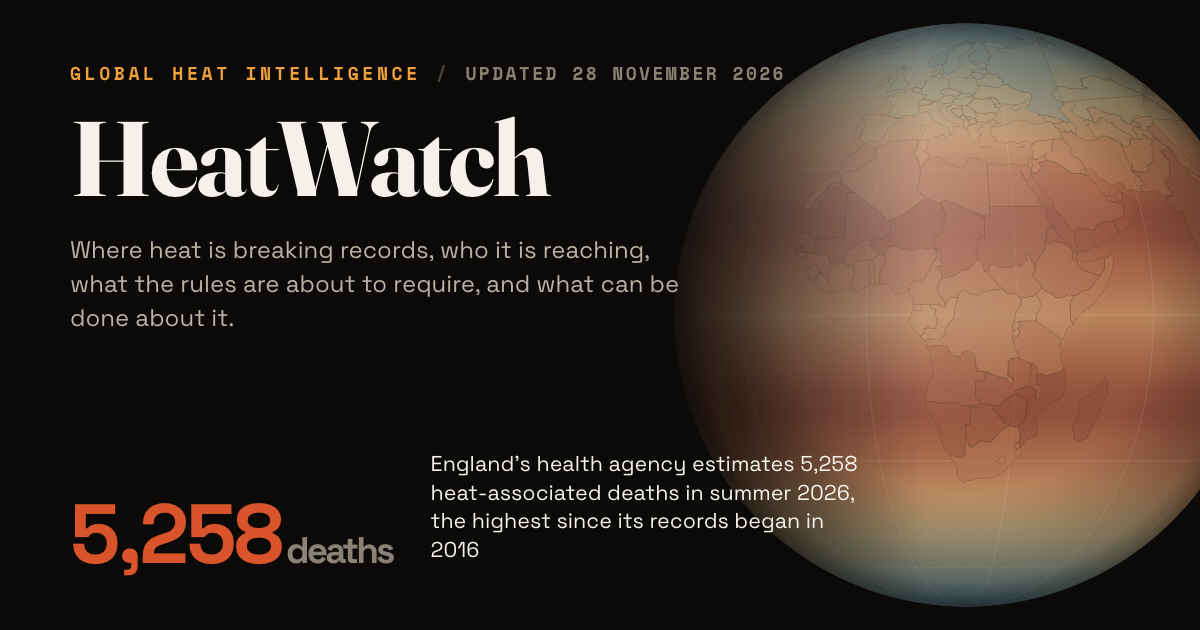 GLOBAL HEAT INTELLIGENCE / UPDATED 28 NOVEMBER 2026
HeatWatch
Where heat is breaking records, who it is reaching,
what the rules are about to require, and what can be
done about it.
5,258 deaths
England’s health agency estimates 5,258
heat-associated deaths in summer 2026,
the highest since its records began in
2016